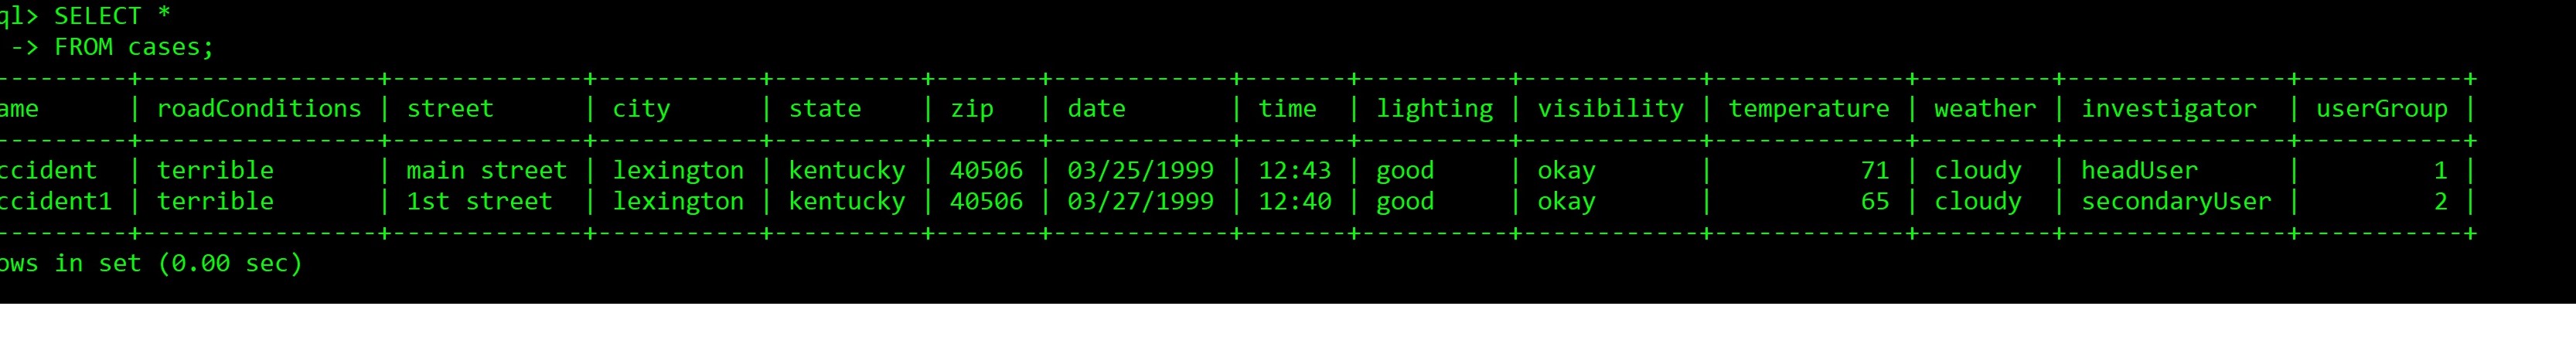 ql> SELECT *
-> FROM cases;
---------+----------------+-------------+-----------+----------+-------+------------+-------+----------+------------+-------------+---------+---------------+-----------+
ame      | roadConditions | street      | city      | state    | zip   | date       | time  | lighting | visibility | temperature | weather | investigator  | userGroup |
---------+----------------+-------------+-----------+----------+-------+------------+-------+----------+------------+-------------+---------+---------------+-----------+
ccident  | terrible       | main street | lexington | kentucky | 40506 | 03/25/1999 | 12:43 | good     | okay       |          71 | cloudy  | headUser      |         1 |
ccident1 | terrible       | 1st street  | lexington | kentucky | 40506 | 03/27/1999 | 12:40 | good     | okay       |          65 | cloudy  | secondaryUser |         2 |
---------+----------------+-------------+-----------+----------+-------+------------+-------+----------+------------+-------------+---------+---------------+-----------+
ows in set (0.00 sec)